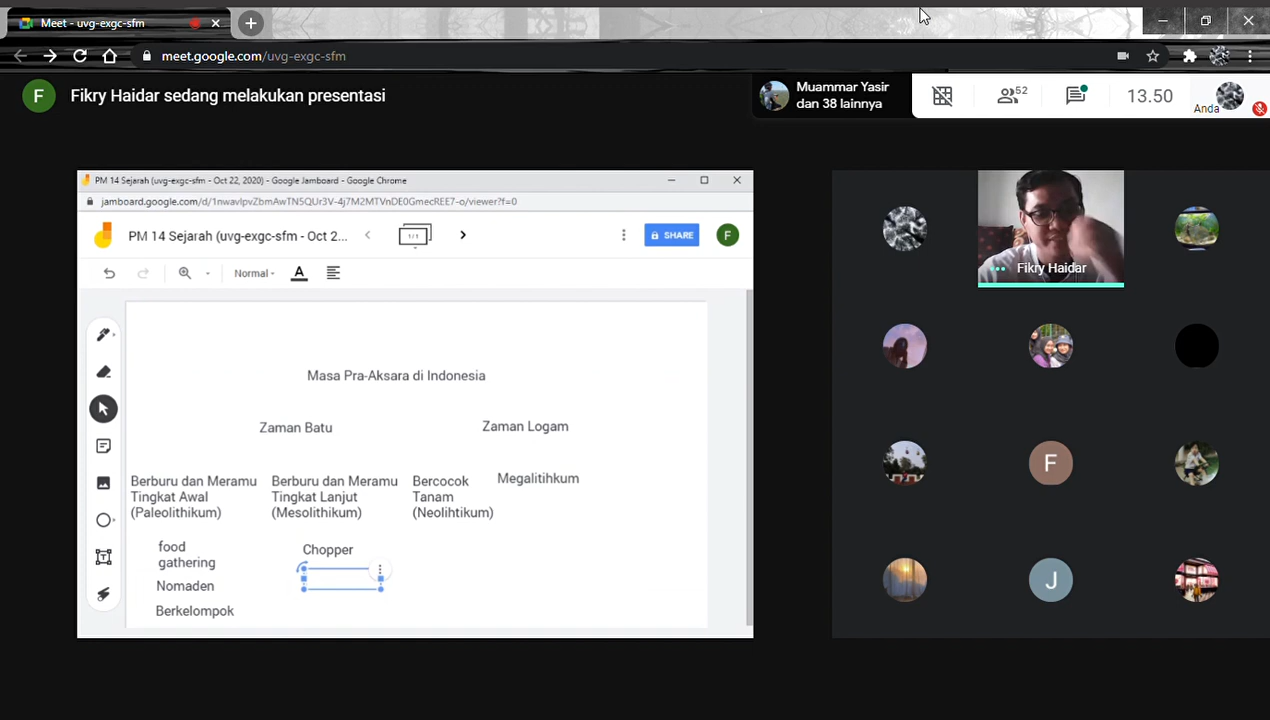 Meet - uvg-exgc-sfm
meet.google.com/uvg-exgc-sfm
F
Fikry Haidar sedang melakukan presentasi
Muammar Yasir
dan 38 lainnya
52
13.50
Anda
PM 14 Sejarah (uvg-exgc-sfm - Oct 22, 2020) - Google Jamboard - Google Chrome
PM 14 Sejarah (uvg-exgc-sfm - Oct 2...
1/1
SHARE
F
Normal
A
Masa Pra-Aksara di Indonesia
Zaman Batu
Zaman Logam
Berburu dan Meramu
Tingkat Awal
(Paleolithikum)
Berburu dan Meramu
Tingkat Lanjut
(Mesolithikum)
Bercocok
Tanam
(Neolihtikum)
Megalitihkum
food
gathering
Nomaden
Berkelompok
Chopper
Fikry Haidar
F
J